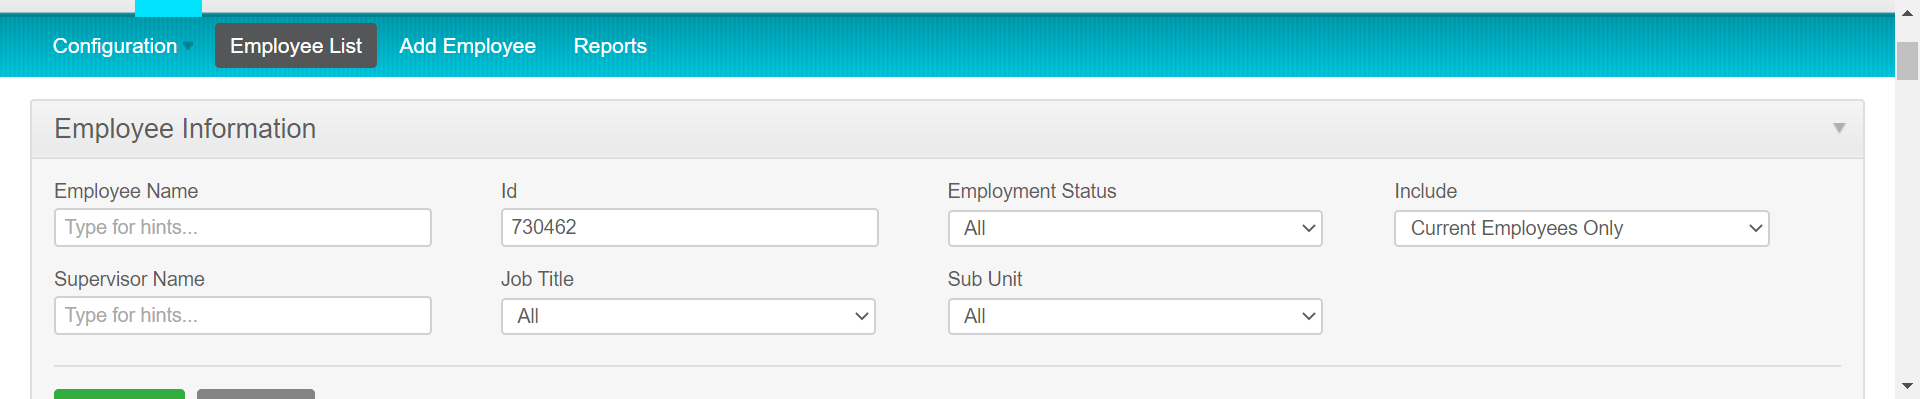 Configuration Employee List Add Employee Reports
Employee Information
Employee Name Id Employment Status Include
Type for hints... 730462 All Current Employees Only
Supervisor Name Job Title Sub Unit
Type for hints... All All